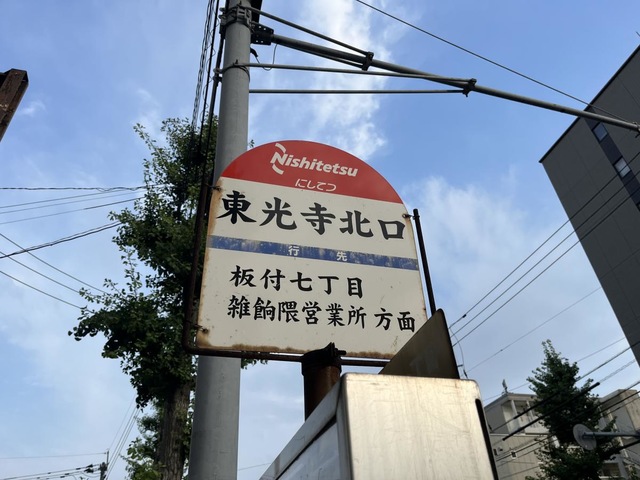 Nishitetsu
にしてつ
東光寺北口
行先
板付七丁目
雑餉隈営業所 方面